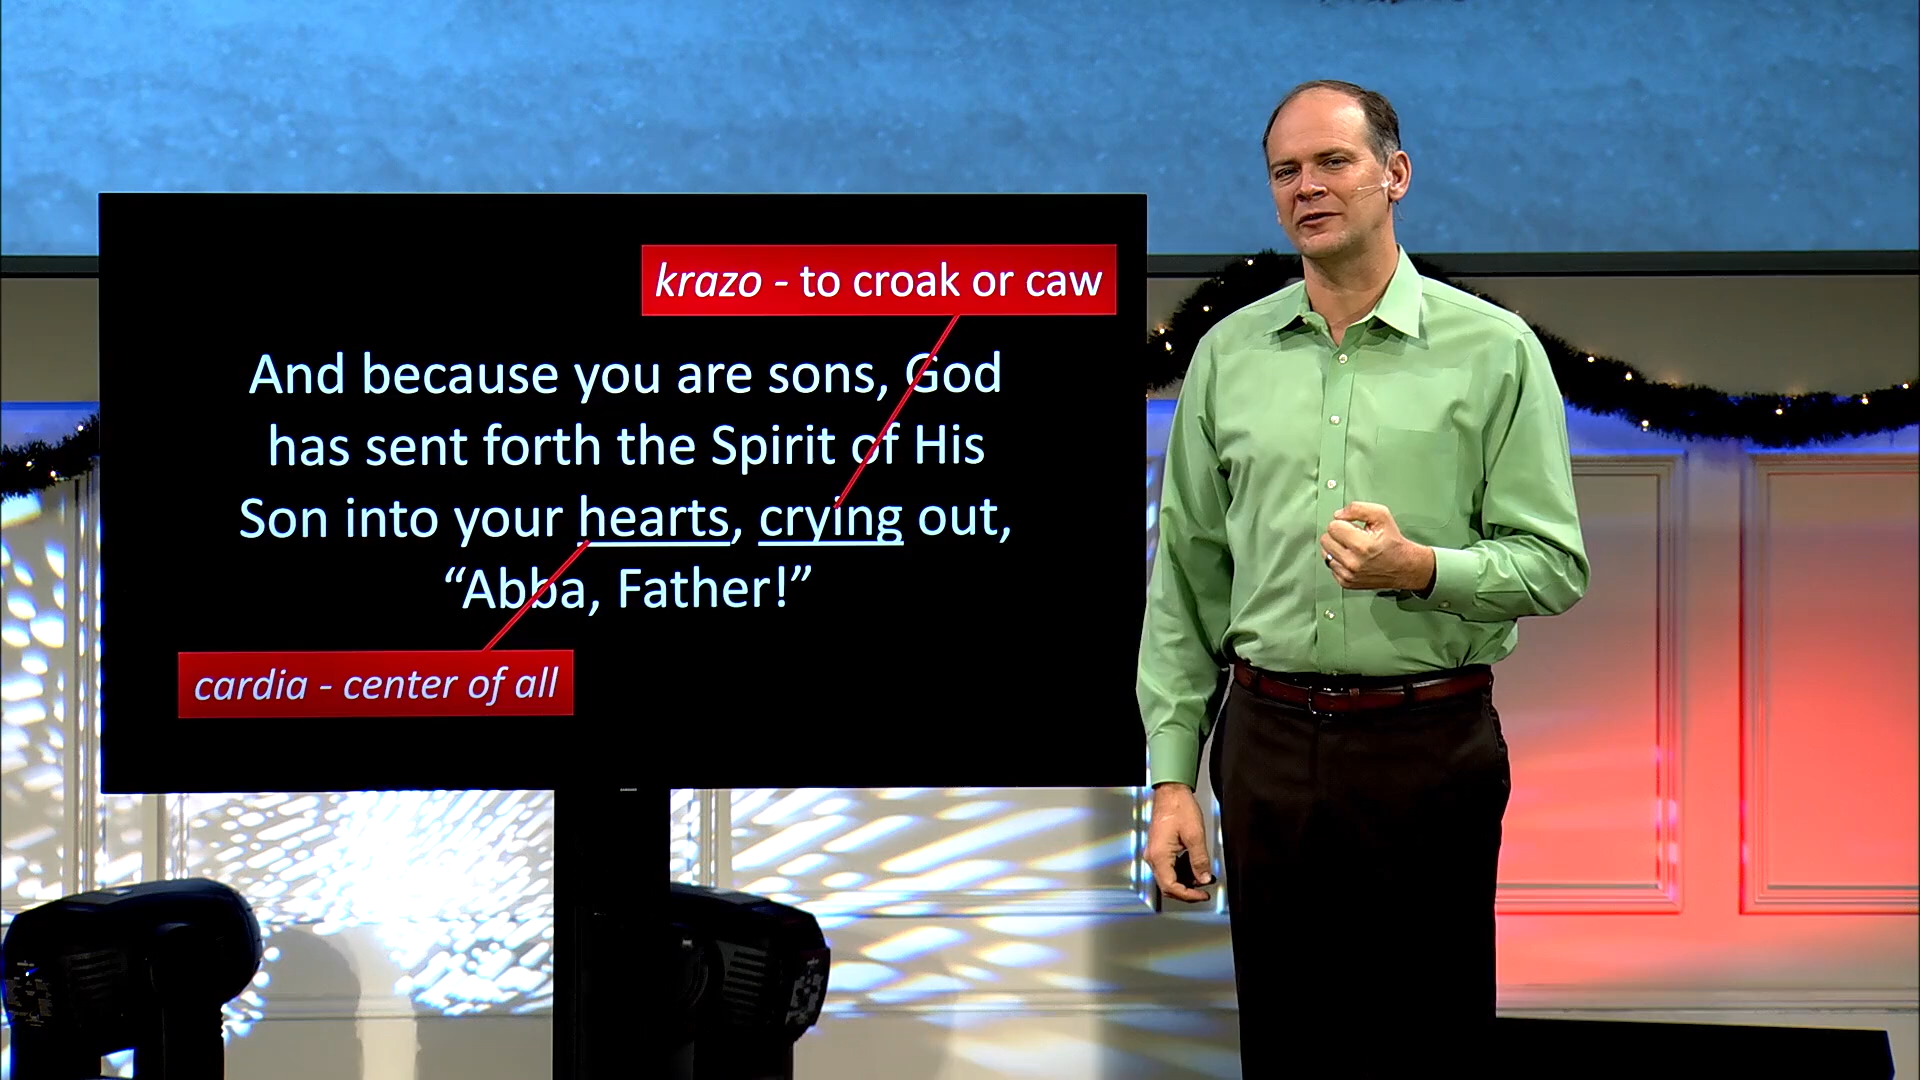 krazo - to croak or caw
And because you are sons, God
has sent forth the Spirit of His
Son into your hearts, crying out,
“Abba, Father!”
cardia - center of all